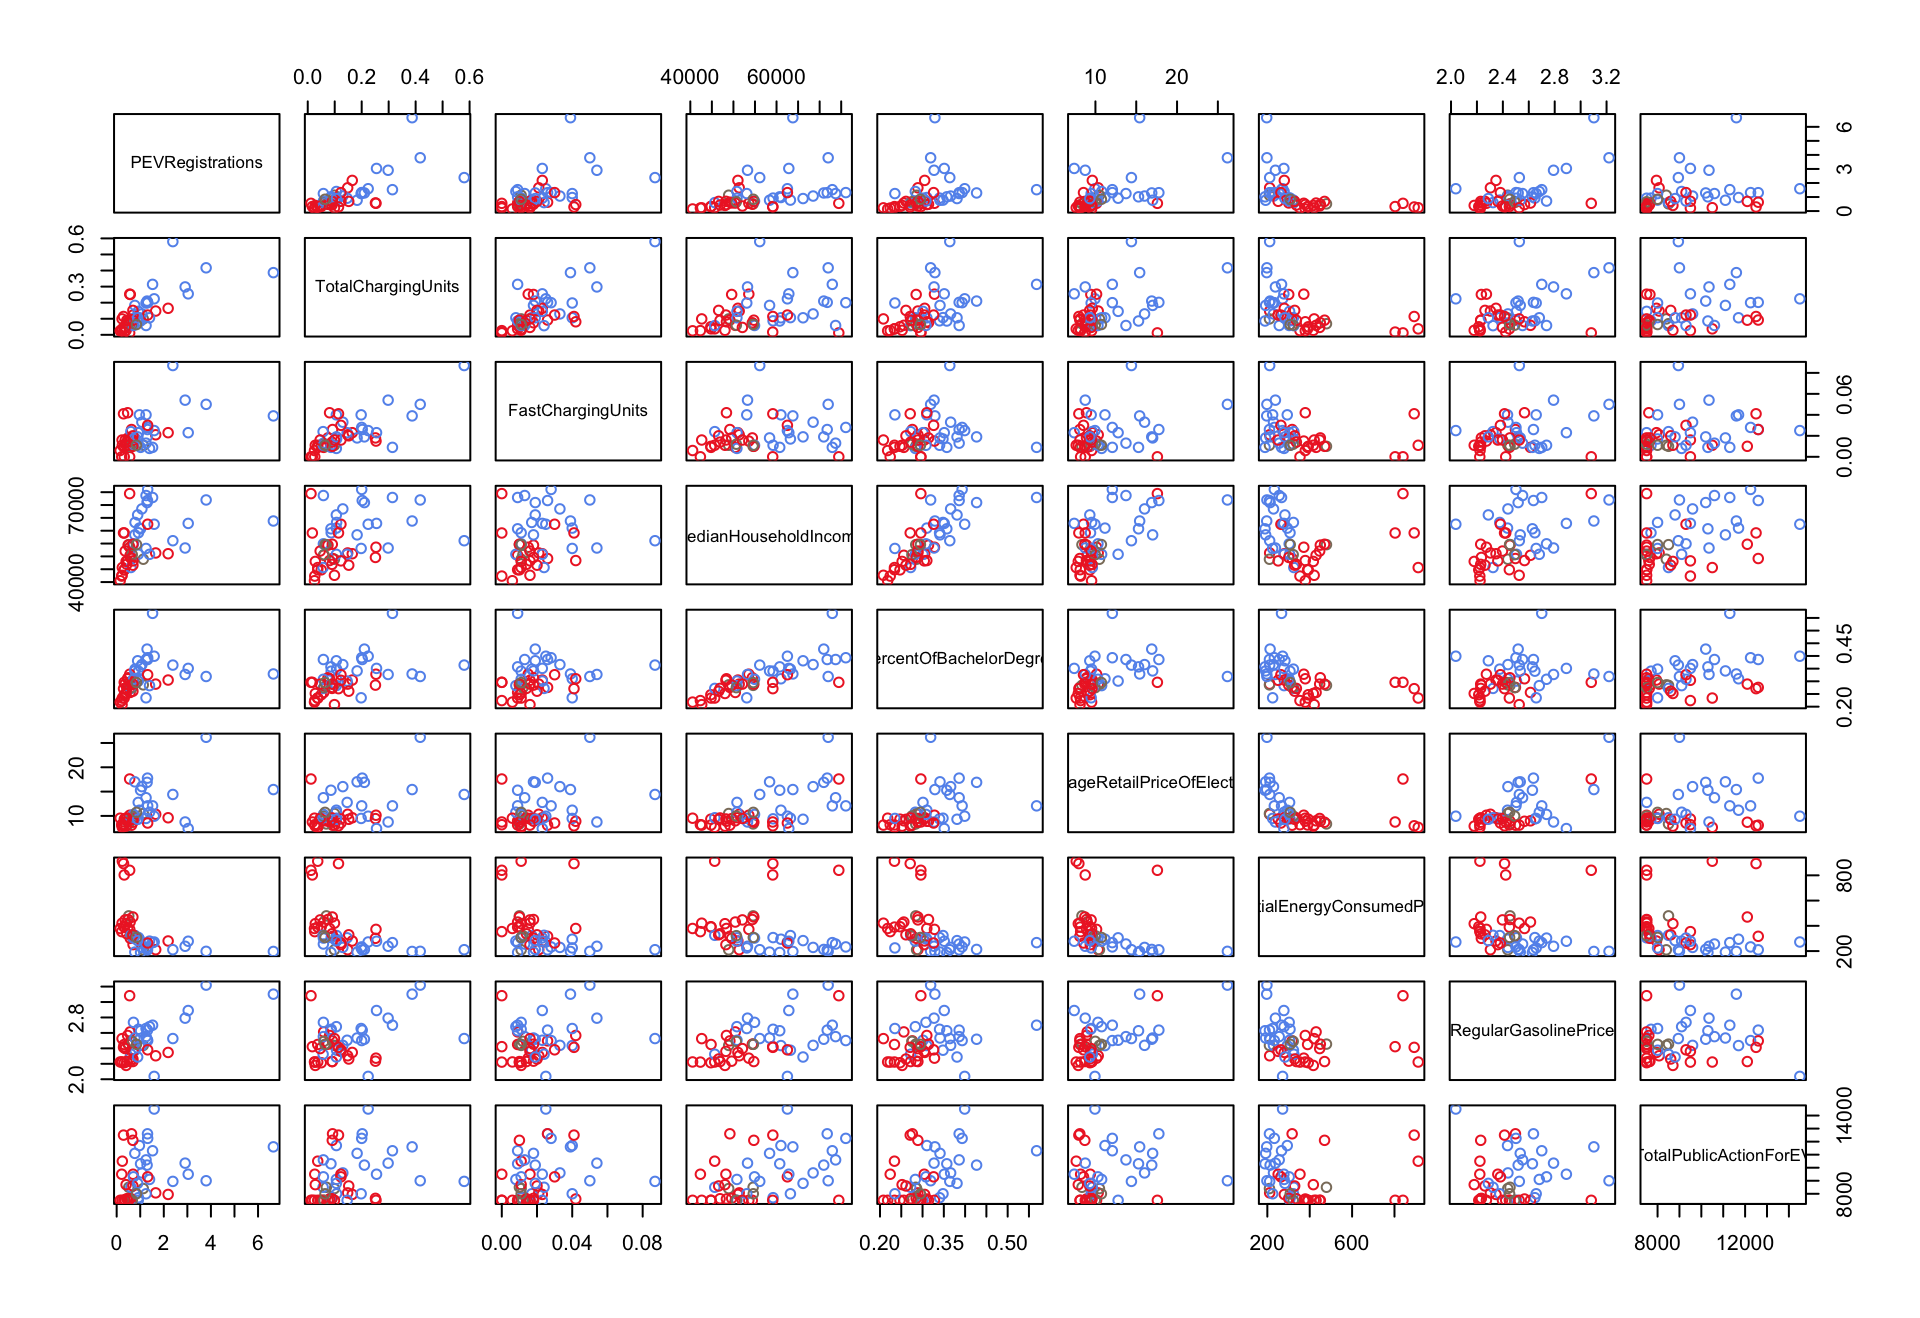 0.0 0.2 0.4 0.6 40000 60000 10 20 2.0 2.4 2.8 3.2
PEVRegistrations
0 3 6
TotalChargingUnits
0.0 0.3 0.6
FastChargingUnits
0.00 0.06
edianHouseholdIncom
40000 70000
ercentOfBachelorDegre
0.20 0.45
ageRetailPriceOfElect
10 20
tialEnergyConsumedP
200 800
RegularGasolinePrice
2.0 2.8
TotalPublicActionForEV
8000 14000
0 2 4 6 0.00 0.04 0.08 0.20 0.35 0.50 200 600 8000 12000